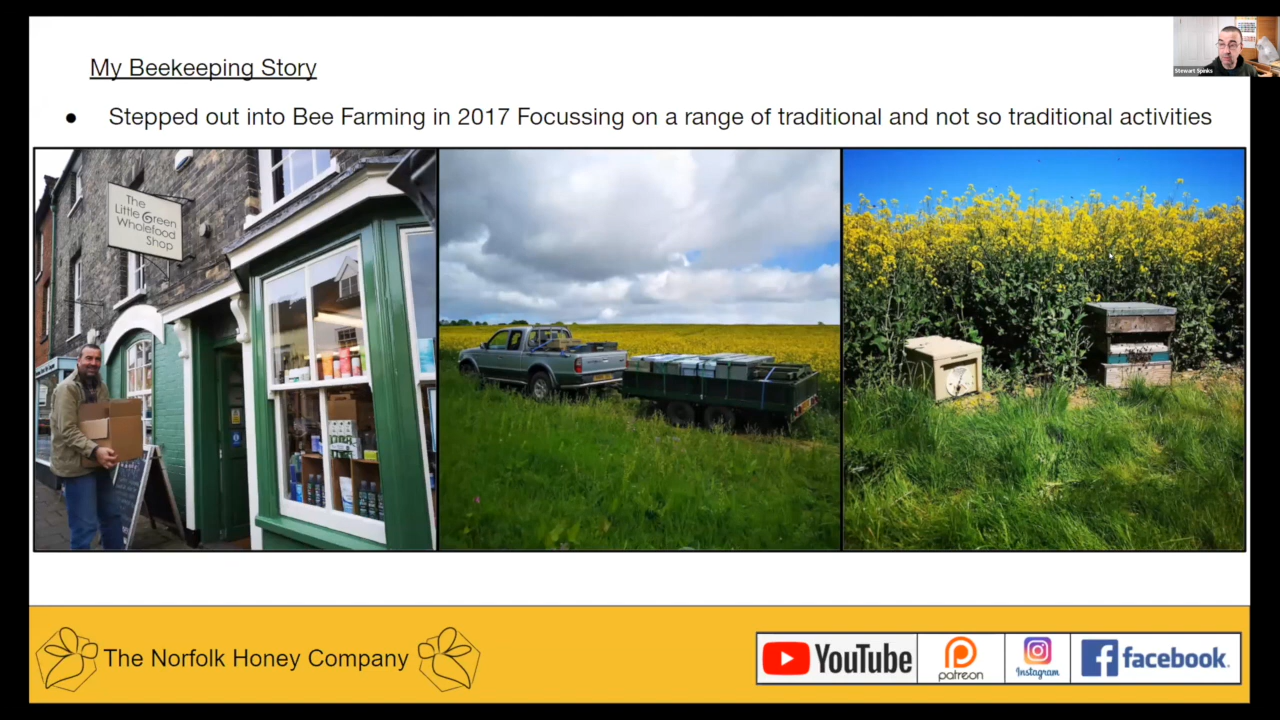 Stewart Spinks
My Beekeeping Story
● Stepped out into Bee Farming in 2017 Focussing on a range of traditional and not so traditional activities
The
Little Green
Wholefood
Shop
The Norfolk Honey Company
YouTube
patreon
Instagram
facebook.